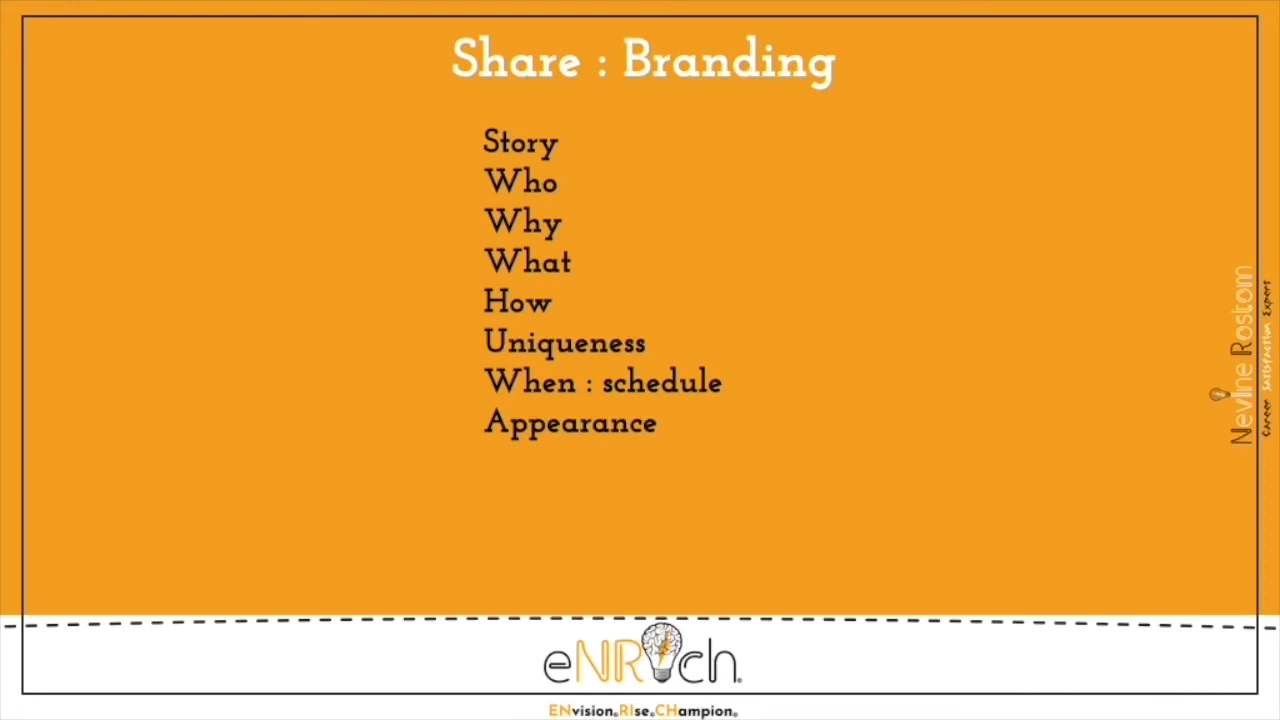 Share : Branding
Story
Who
Why
What
How
Uniqueness
When : schedule
Appearance
Nevine Rostom
Career Satisfaction Expert
eNRich.
ENvision.RIse.CHampion.